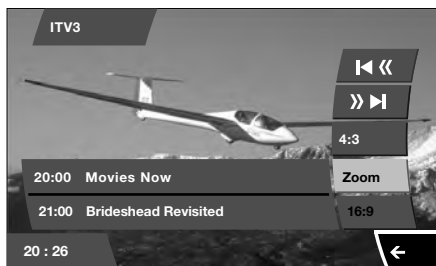 ITV3
4:3
20:00 Movies Now
Zoom
21:00 Brideshead Revisited
16:9
20 : 26